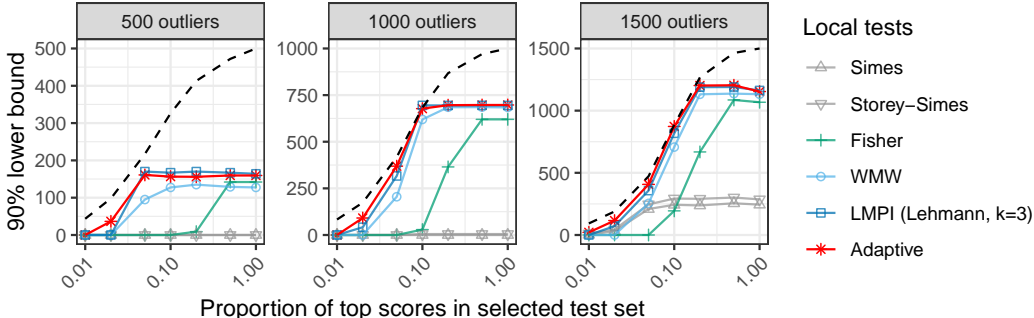 500 outliers
1000 outliers
1500 outliers
90% lower bound
500
400
300
200
100
0
1000
750
500
250
0
1500
1250
1000
750
500
250
0
0.01
0.10
1.00
0.01
0.10
1.00
0.01
0.10
1.00
Proportion of top scores in selected test set
Local tests
Simes
Storey−Simes
Fisher
WMW
LMPI (Lehmann, k=3)
Adaptive